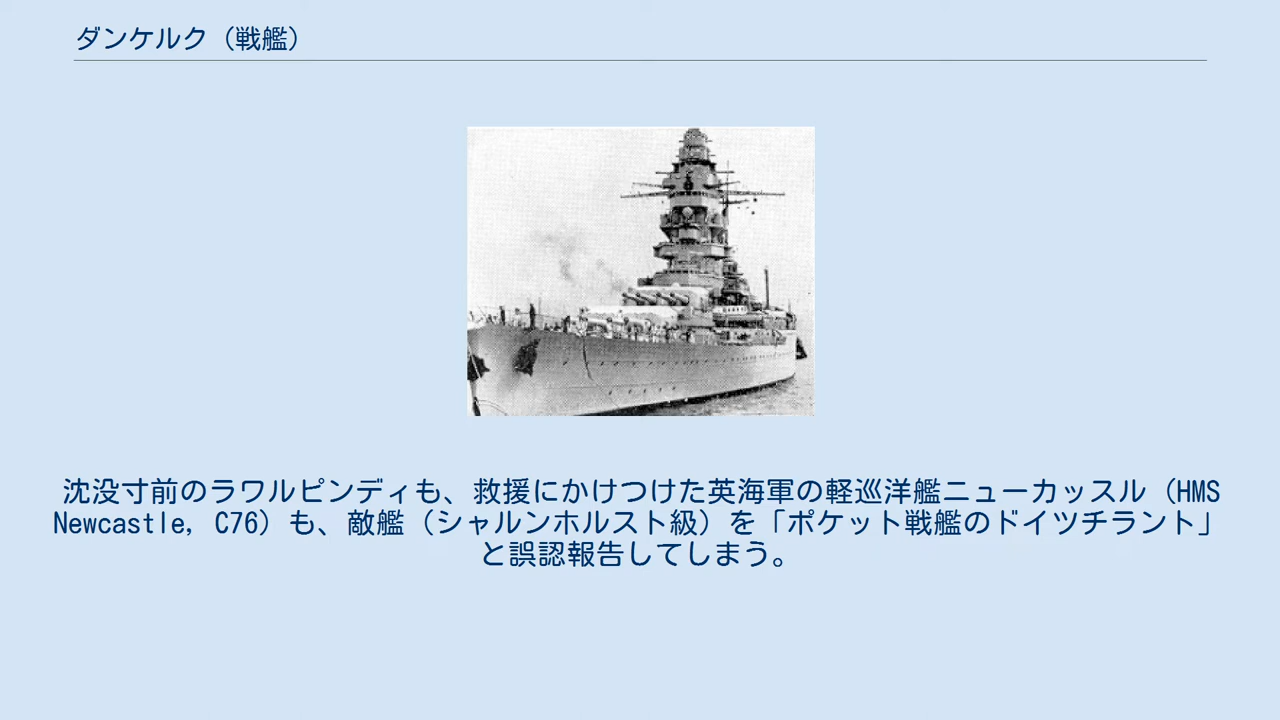 ダンケルク（戦艦）
沈没寸前のラワルピンディも、救援にかけつけた英海軍の軽巡洋艦ニューカッスル（HMS
Newcastle, C76）も、敵艦（シャルンホルスト級）を「ポケット戦艦のドイツチラント」
と誤認報告してしまう。